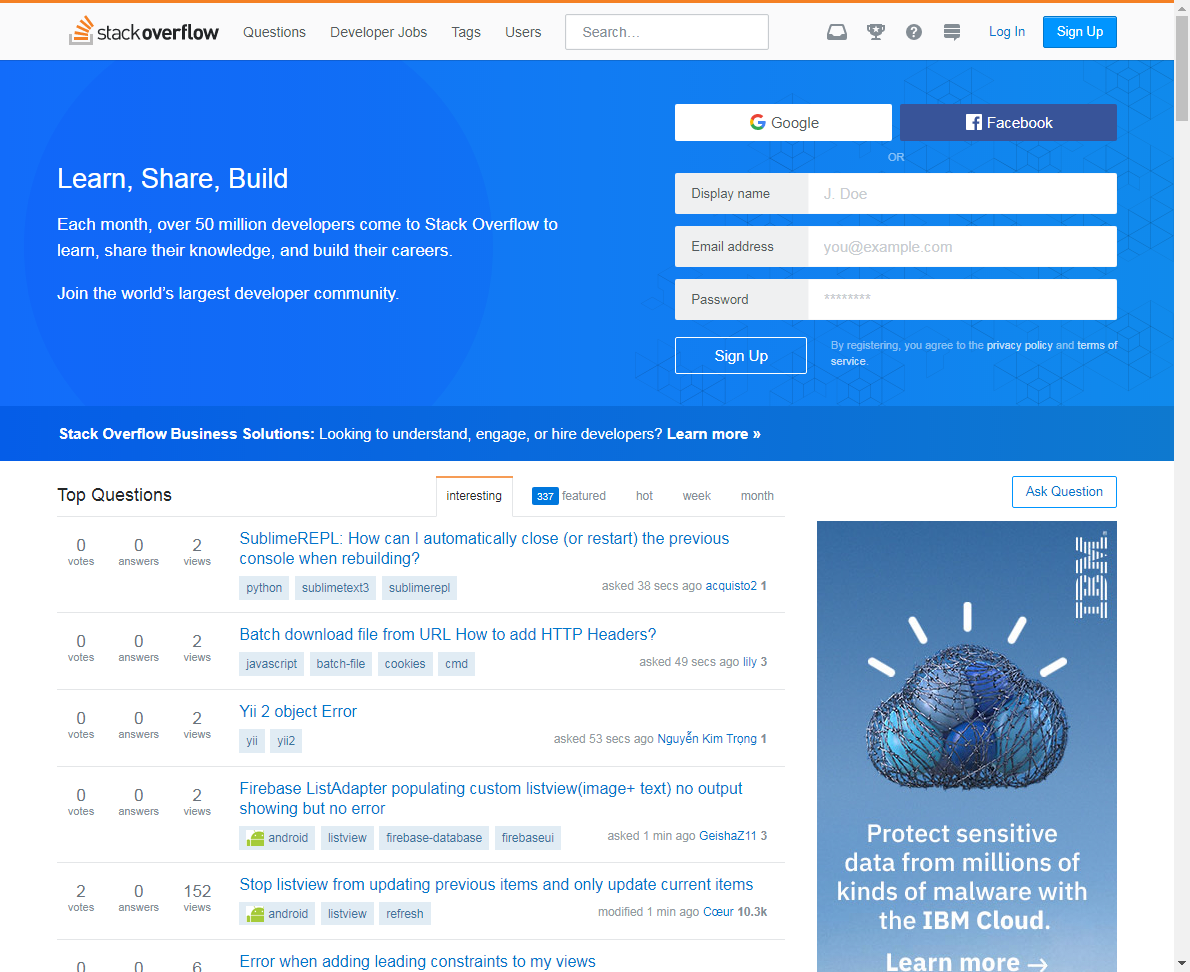 stack overflow Questions Developer Jobs Tags Users Search... Log In Sign Up
Google Facebook
OR
Learn, Share, Build
Each month, over 50 million developers come to Stack Overflow to
learn, share their knowledge, and build their careers.
Join the world's largest developer community.
Display name J. Doe
Email address you@example.com
Password ********
Sign Up By registering, you agree to the privacy policy and terms of
service.
Stack Overflow Business Solutions: Looking to understand, engage, or hire developers? Learn more »
Top Questions interesting 337 featured hot week month
Ask Question
0 votes 0 answers 2 views
SublimeREPL: How can I automatically close (or restart) the previous
console when rebuilding?
python sublimetext3 sublimerepl asked 38 secs ago acquisto2 1
0 votes 0 answers 2 views
Batch download file from URL How to add HTTP Headers?
javascript batch-file cookies cmd asked 49 secs ago lily 3
0 votes 0 answers 2 views
Yii 2 object Error
yii yii2 asked 53 secs ago Nguyễn Kim Trọng 1
0 votes 0 answers 2 views
Firebase ListAdapter populating custom listview(image+ text) no output
showing but no error
android listview firebase-database firebaseui asked 1 min ago GeishaZ11 3
2 votes 0 answers 152 views
Stop listview from updating previous items and only update current items
android listview refresh modified 1 min ago Cœur 10.3k
0 0 6
Error when adding leading constraints to my views
IBM
Protect sensitive
data from millions of
kinds of malware with
the IBM Cloud.
Learn more →